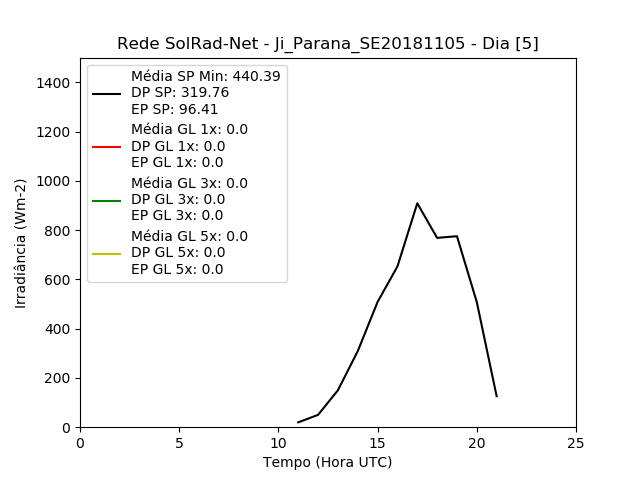 Rede SolRad-Net - Ji_Parana_SE20181105 - Dia [5]
Média SP Min: 440.39
DP SP: 319.76
EP SP: 96.41
Média GL 1x: 0.0
DP GL 1x: 0.0
EP GL 1x: 0.0
Média GL 3x: 0.0
DP GL 3x: 0.0
EP GL 3x: 0.0
Média GL 5x: 0.0
DP GL 5x: 0.0
EP GL 5x: 0.0
Irradiância (Wm-2)
1400
1200
1000
800
600
400
200
0
0 5 10 15 20 25
Tempo (Hora UTC)